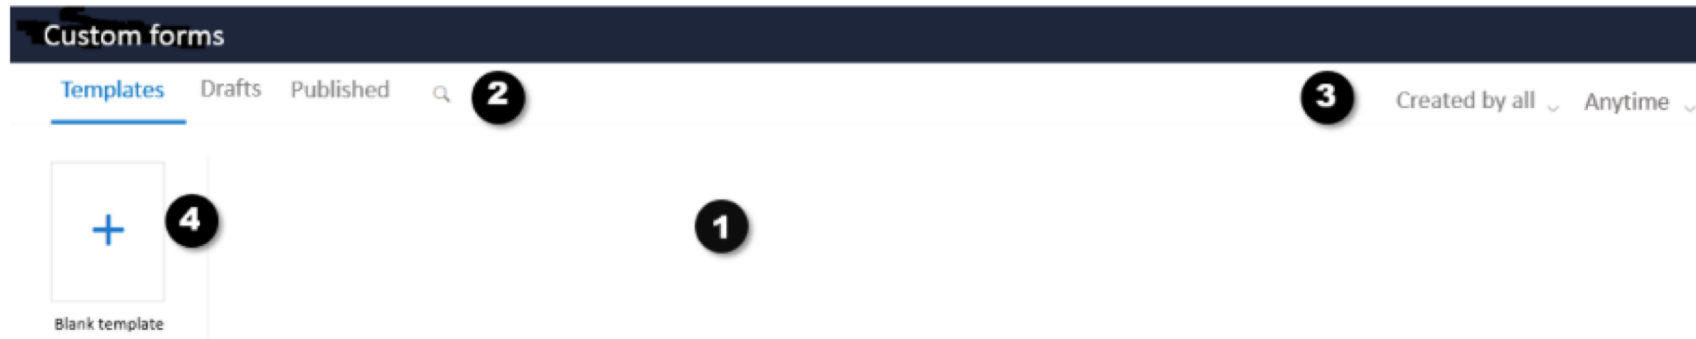 Custom forms
Templates Drafts Published 2 3 Created by all Anytime
4 1
Blank template